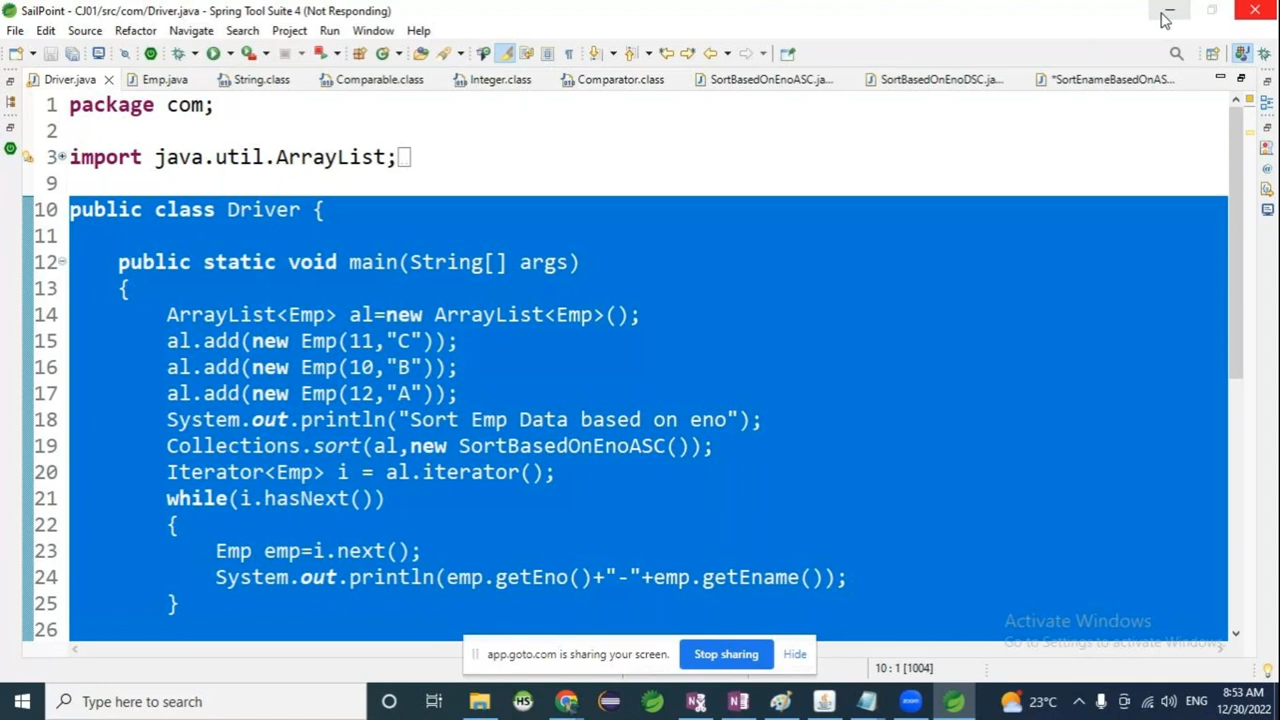 SailPoint - CJ01/src/com/Driver.java - Spring Tool Suite 4 (Not Responding)
File Edit Source Refactor Navigate Search Project Run Window Help
Driver.java Emp.java String.class Comparable.class Integer.class Comparator.class SortBasedOnEnoASC.ja... SortBasedOnEnoDSC.ja... *SortEnameBasedOnAS...
1 package com;
2
3 import java.util.ArrayList;
9
10 public class Driver {
11
12 public static void main(String[] args)
13 {
14 ArrayList<Emp> al=new ArrayList<Emp>();
15 al.add(new Emp(11,"C"));
16 al.add(new Emp(10,"B"));
17 al.add(new Emp(12,"A"));
18 System.out.println("Sort Emp Data based on eno");
19 Collections.sort(al,new SortBasedOnEnoASC());
20 Iterator<Emp> i = al.iterator();
21 while(i.hasNext())
22 {
23 Emp emp=i.next();
24 System.out.println(emp.getEno()+"-"+emp.getEname());
25 }
26
Activate Windows
Go to Settings to activate Windows.
app.goto.com is sharing your screen. Stop sharing Hide
10 : 1 [1004]
Type here to search HS 23°C ENG 8:53 AM
12/30/2022